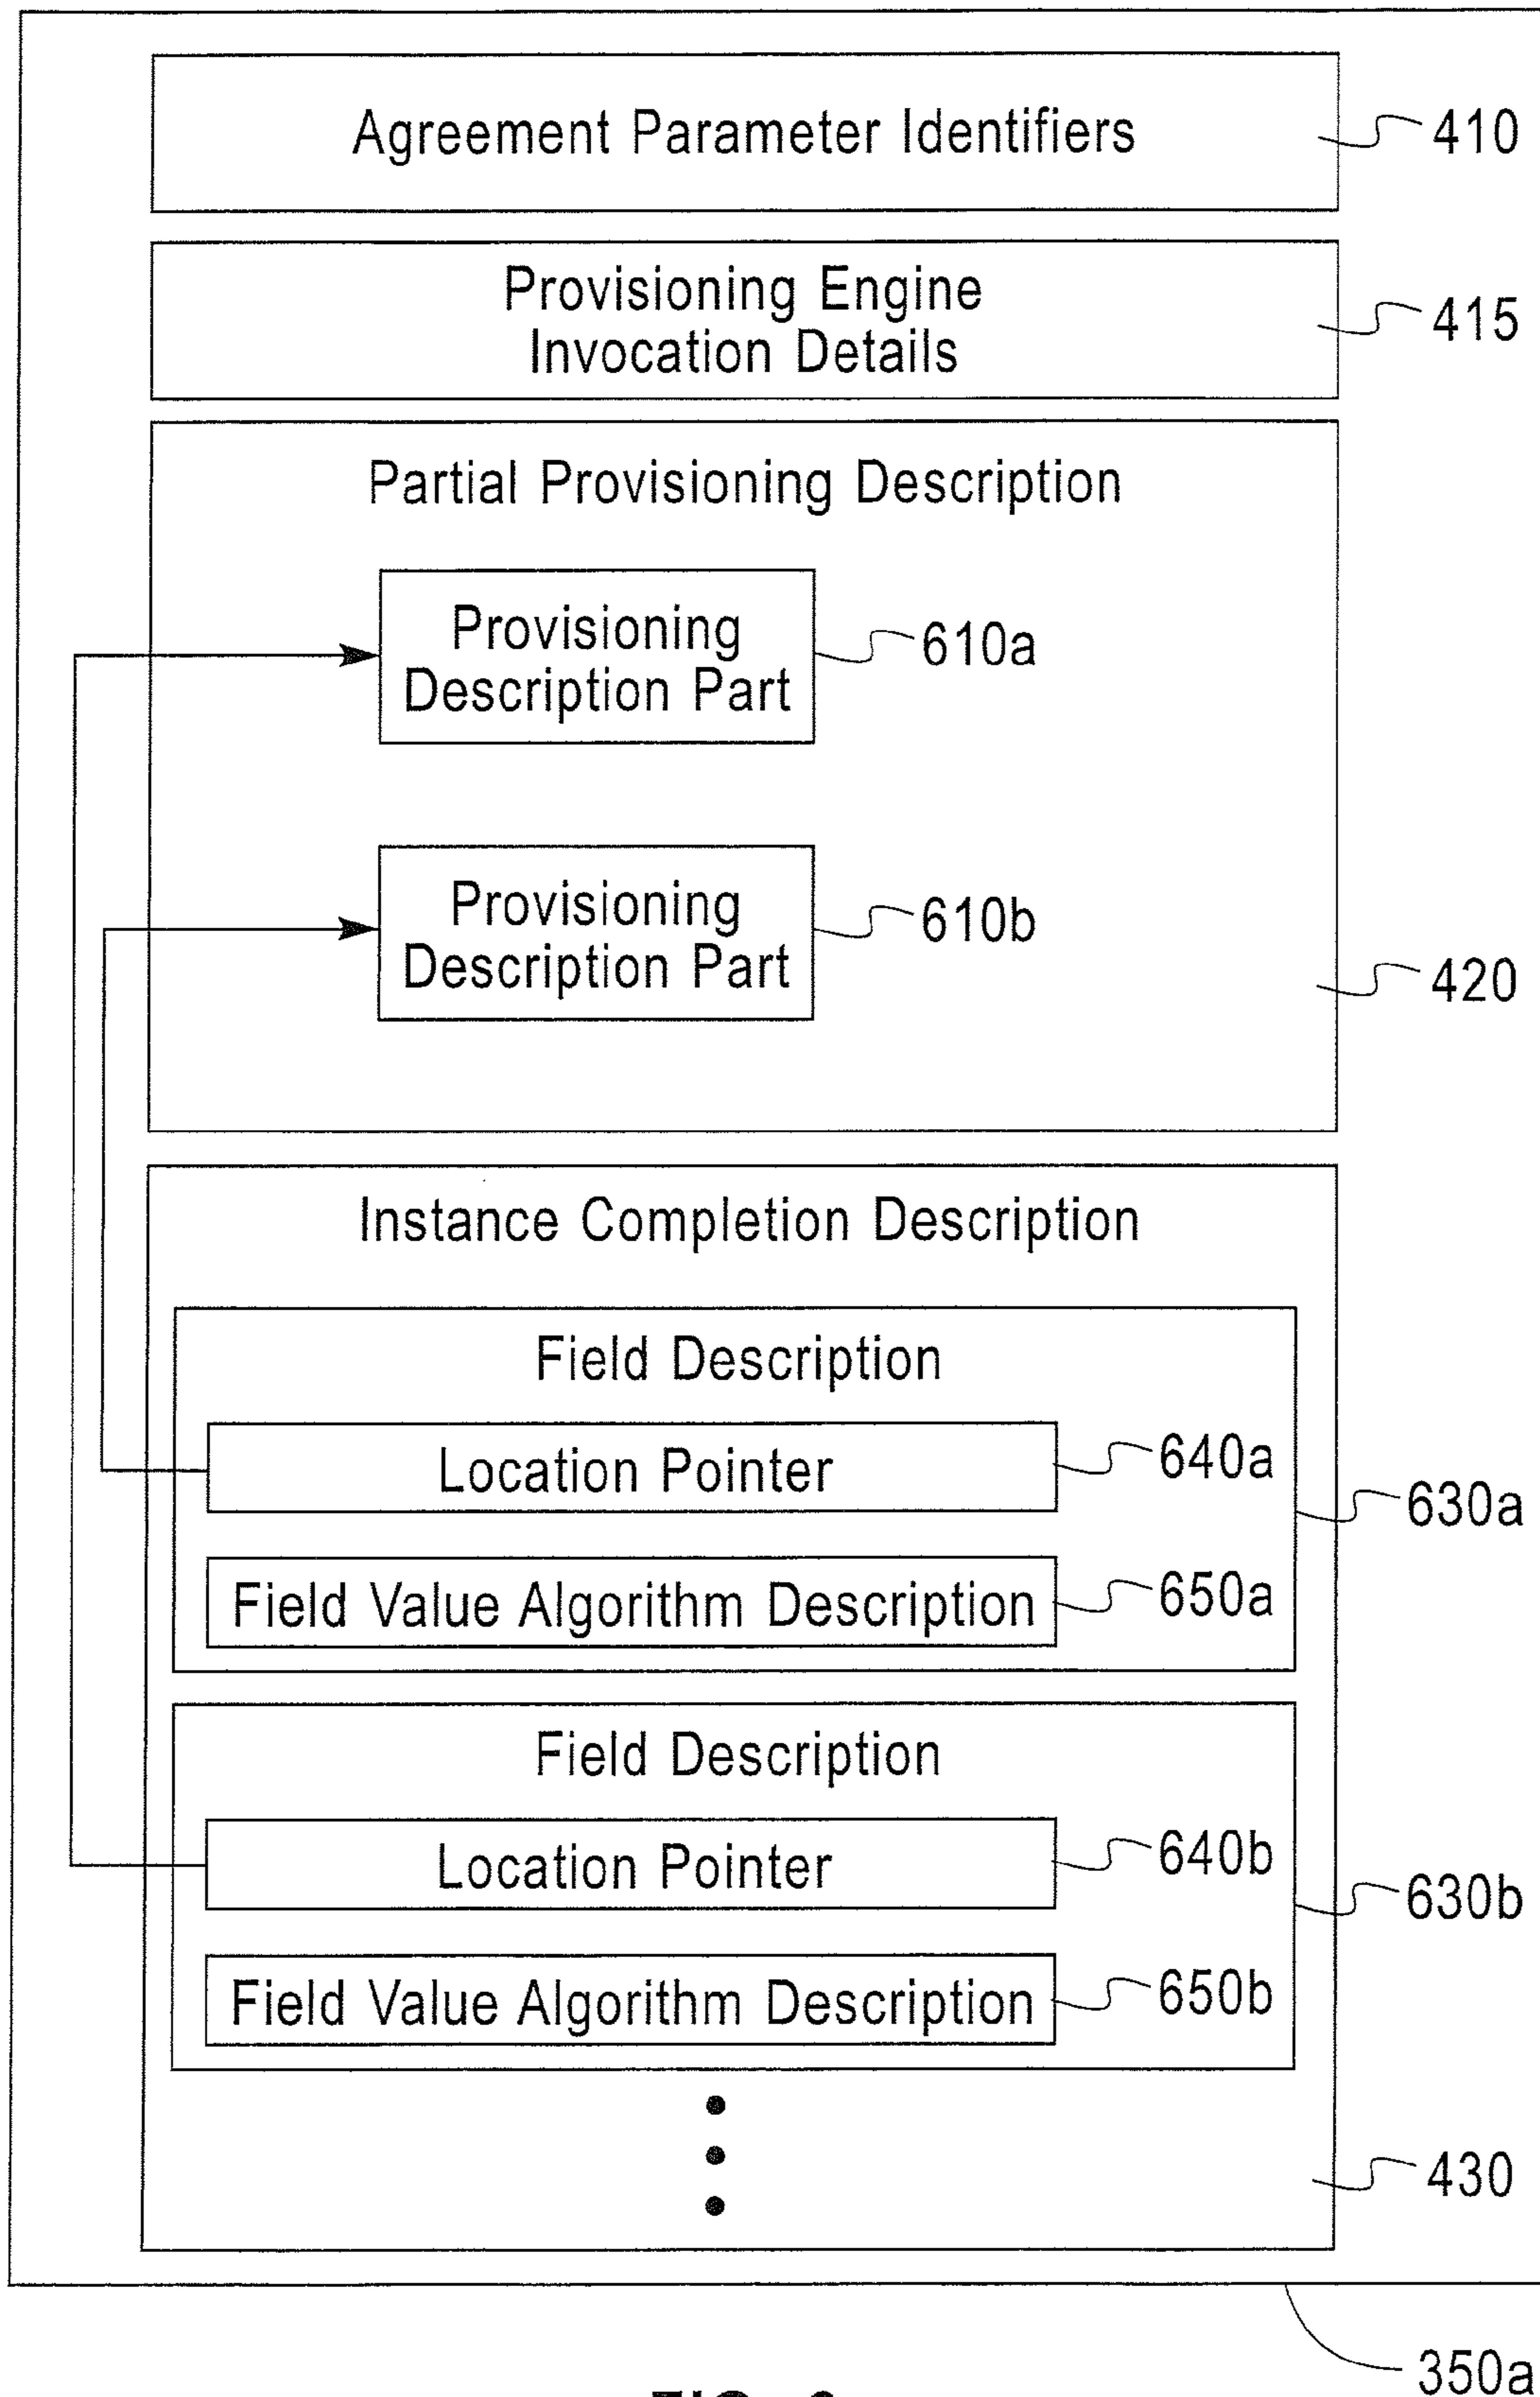 Agreement Parameter Identifiers
410
Provisioning Engine
Invocation Details
415
Partial Provisioning Description
Provisioning
Description Part
610a
Provisioning
Description Part
610b
420
Instance Completion Description
Field Description
Location Pointer
640a
630a
Field Value Algorithm Description
650a
Field Description
Location Pointer
640b
630b
Field Value Algorithm Description
650b
430
350a